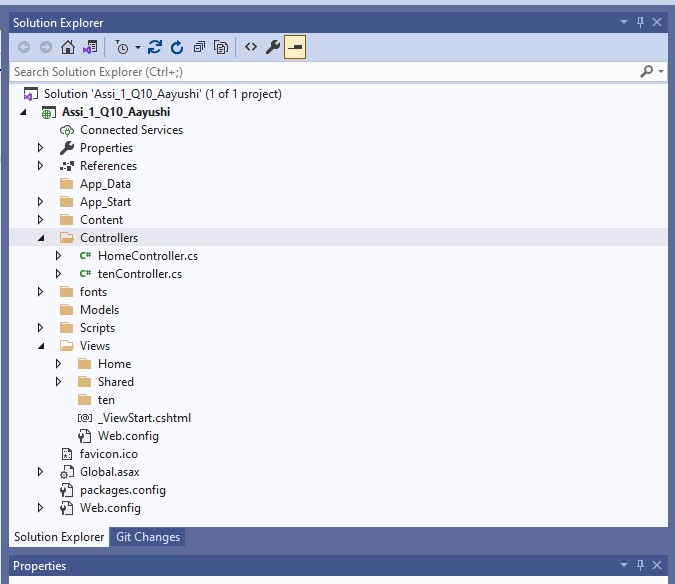 Solution Explorer
Search Solution Explorer (Ctrl+;)
Solution 'Assi_1_Q10_Aayushi' (1 of 1 project)
Assi_1_Q10_Aayushi
Connected Services
Properties
References
App_Data
App_Start
Content
Controllers
C# HomeController.cs
C# tenController.cs
fonts
Models
Scripts
Views
Home
Shared
ten
[@] _ViewStart.cshtml
Web.config
favicon.ico
Global.asax
packages.config
Web.config
Solution Explorer Git Changes
Properties